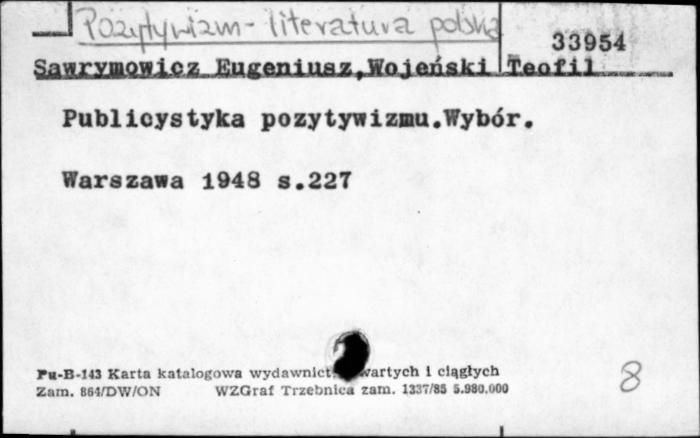 Pozytywizm - literatura polska
33954
Sawrymowicz Eugeniusz,Wojeński Teofil
Publicystyka pozytywizmu.Wybór.
Warszawa 1948 s.227
Pu-B-143 Karta katalogowa wydawnict wartych i ciągłych
Zam. 864/DW/ON WZGraf Trzebnica zam. 1337/85 5.980.000
8